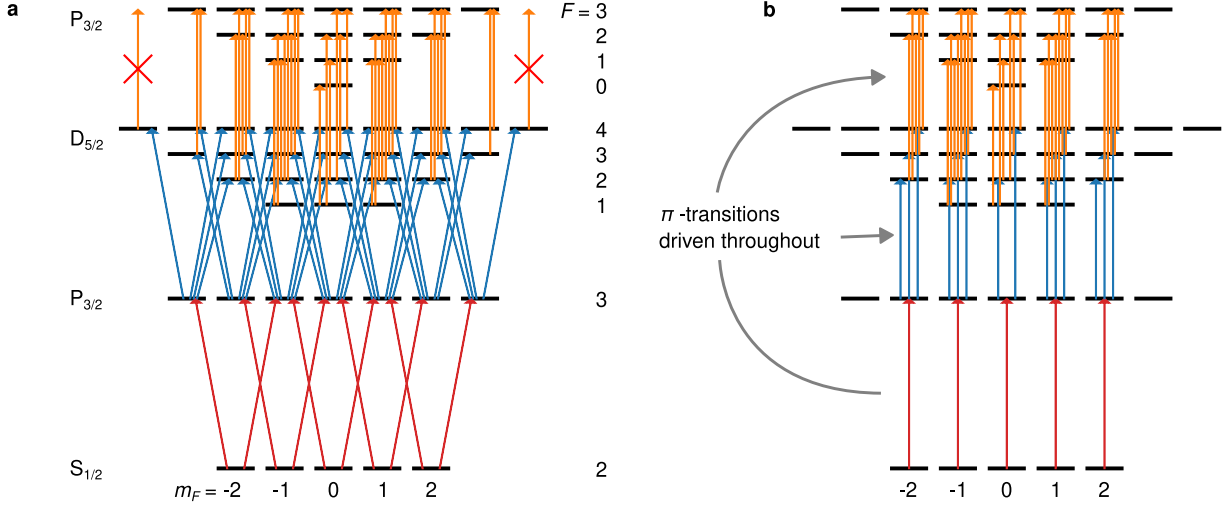 a
P3/2
F = 3
2
1
0
D5/2
4
3
2
1
P3/2
3
S1/2
2
mF = -2 -1 0 1 2
b
π -transitions
driven throughout
-2 -1 0 1 2